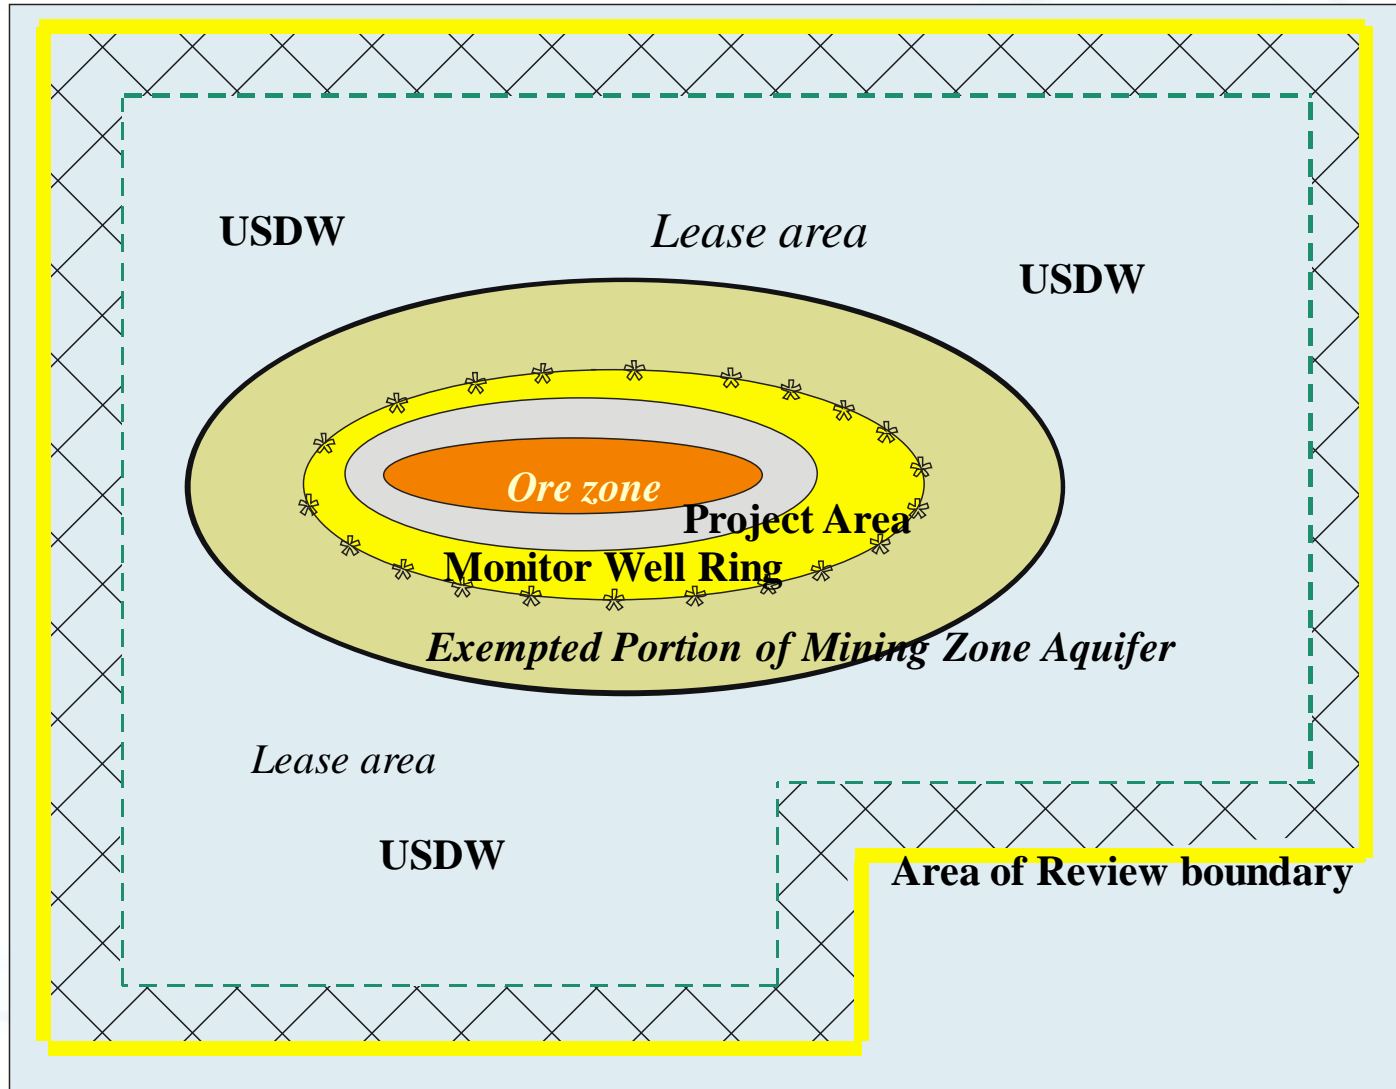 USDW
Lease area
USDW
Ore zone
Project Area
Monitor Well Ring
Exempted Portion of Mining Zone Aquifer
Lease area
USDW
Area of Review boundary